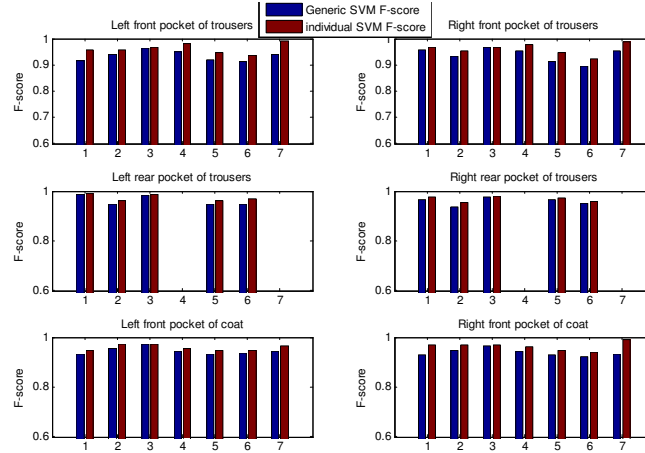 Generic SVM F-score
individual SVM F-score
Left front pocket of trousers
Right front pocket of trousers
F-score
1
0.9
0.8
0.7
0.6
1 2 3 4 5 6 7
F-score
1
0.9
0.8
0.7
0.6
1 2 3 4 5 6 7
Left rear pocket of trousers
Right rear pocket of trousers
F-score
1
0.8
0.6
1 2 3 4 5 6 7
F-score
1
0.8
0.6
1 2 3 4 5 6 7
Left front pocket of coat
Right front pocket of coat
F-score
1
0.8
0.6
1 2 3 4 5 6 7
F-score
1
0.8
0.6
1 2 3 4 5 6 7